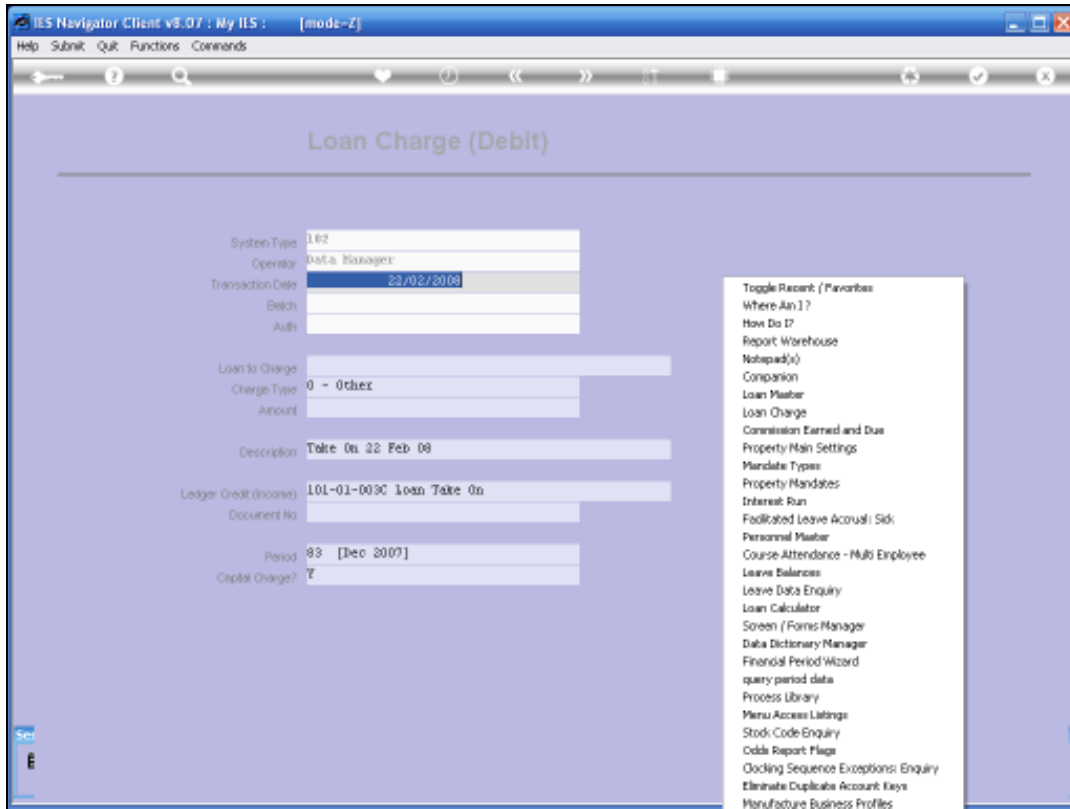 IES Navigator Client v8.07 : My IES : [mode=Z]
Help Submit Quit Functions Commands
Loan Charge (Debit)
System Type 102
Operator Data Manager
Transaction Date 22/02/2008
Batch
Auth
Loan to Charge
Charge Type O - Other
Amount
Description Take On 22 Feb 08
Ledger Credit (Income) 101-01-003C Loan Take On
Document No
Period 83 [Dec 2007]
Capital Charge? Y
Toggle Recent / Favorites
Where Am I ?
How Do I?
Report Warehouse
Notepad(s)
Companion
Loan Master
Loan Charge
Commission Earned and Due
Property Main Settings
Mandate Types
Property Mandates
Interest Run
Facilitated Leave Accrual: Sick
Personnel Master
Course Attendance - Multi Employee
Leave Balances
Leave Data Enquiry
Loan Calculator
Screen / Forms Manager
Data Dictionary Manager
Financial Period Wizard
query period data
Process Library
Menu Access Listings
Stock Code Enquiry
Odds Report Flags
Clocking Sequence Exceptions: Enquiry
Eliminate Duplicate Account Keys
Manufacture Business Profiles